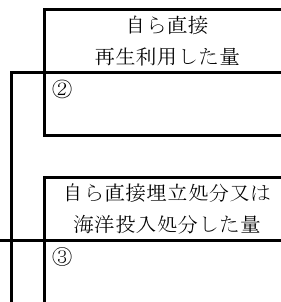 自ら直接
再生利用した量
②
自ら直接埋立処分又は
海洋投入処分した量
③